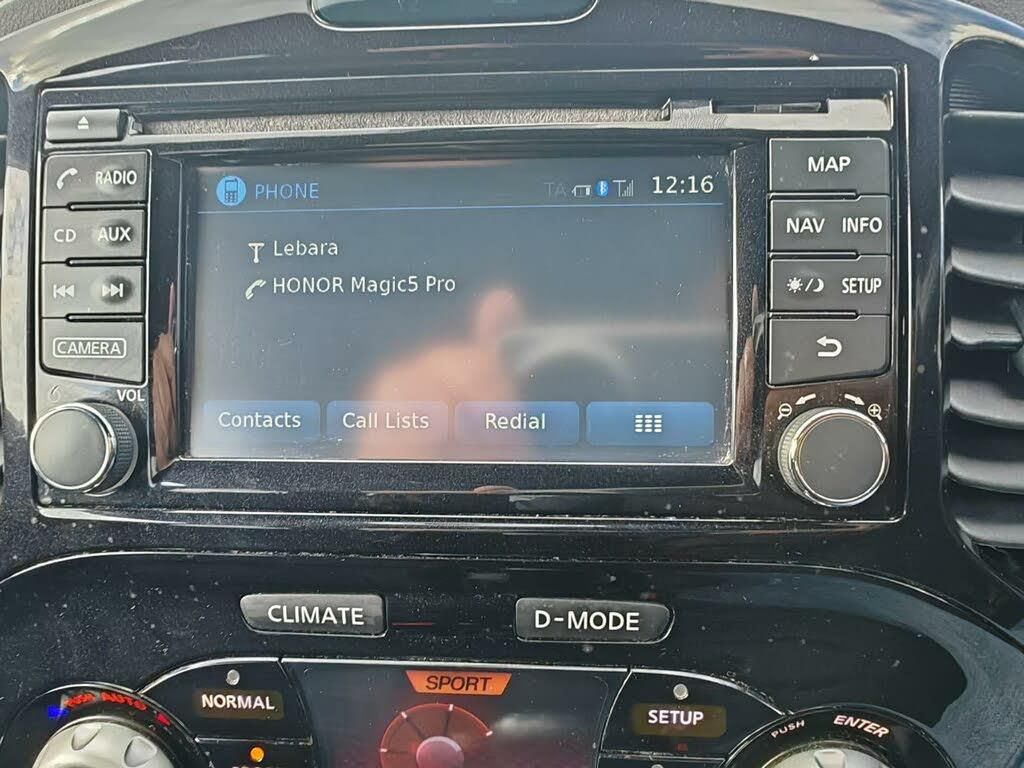 PHONE TA 12:16
Lebara
HONOR Magic5 Pro
Contacts Call Lists Redial
RADIO
CD AUX
CAMERA
VOL
MAP
NAV INFO
SETUP
CLIMATE D-MODE
NORMAL SPORT SETUP
AUTO
PUSH ENTER